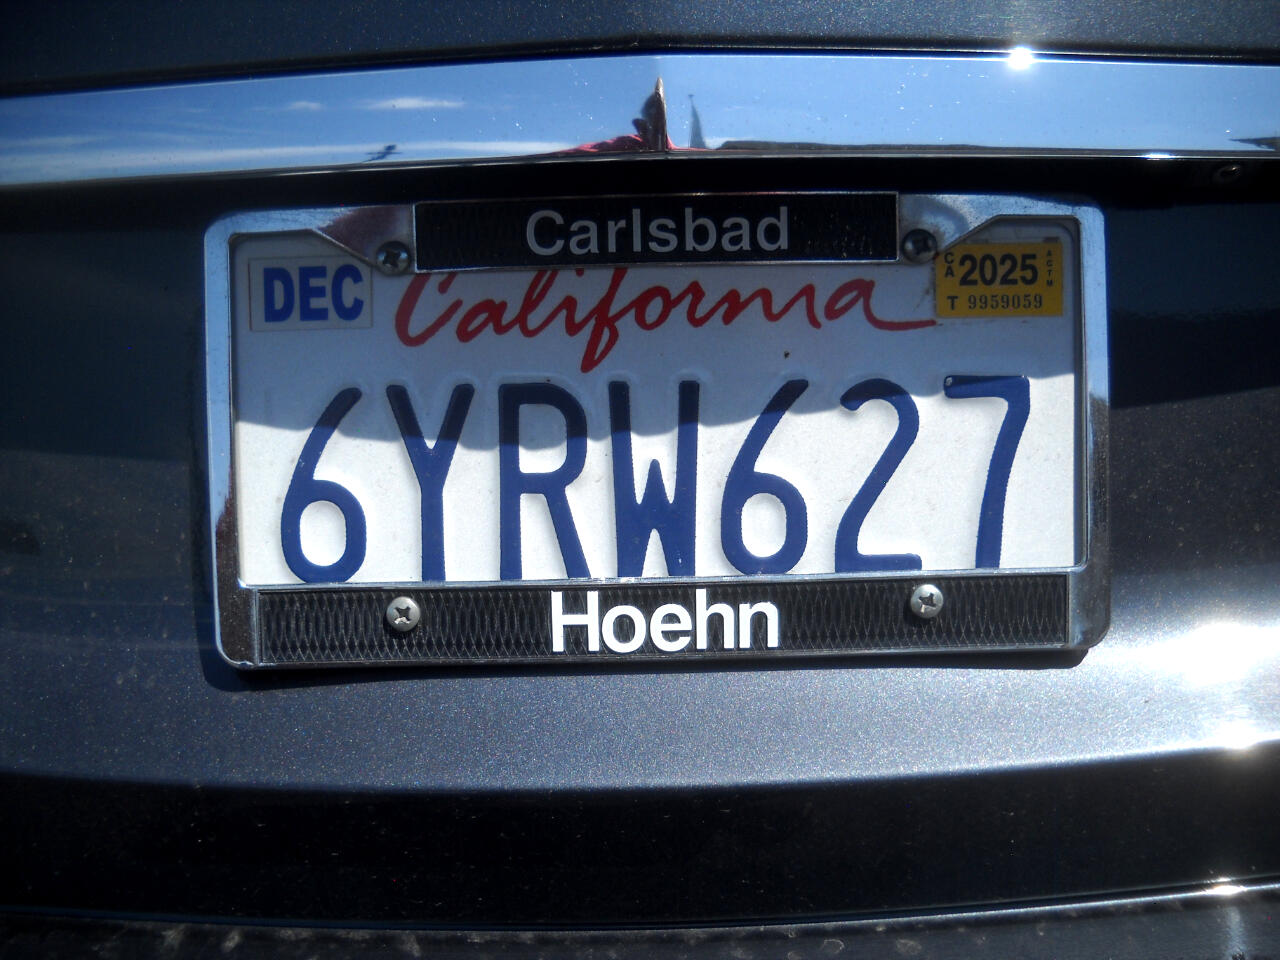 Carlsbad
DEC
California
CA 2025 ACTM
T 9959059
6YRW627
Hoehn